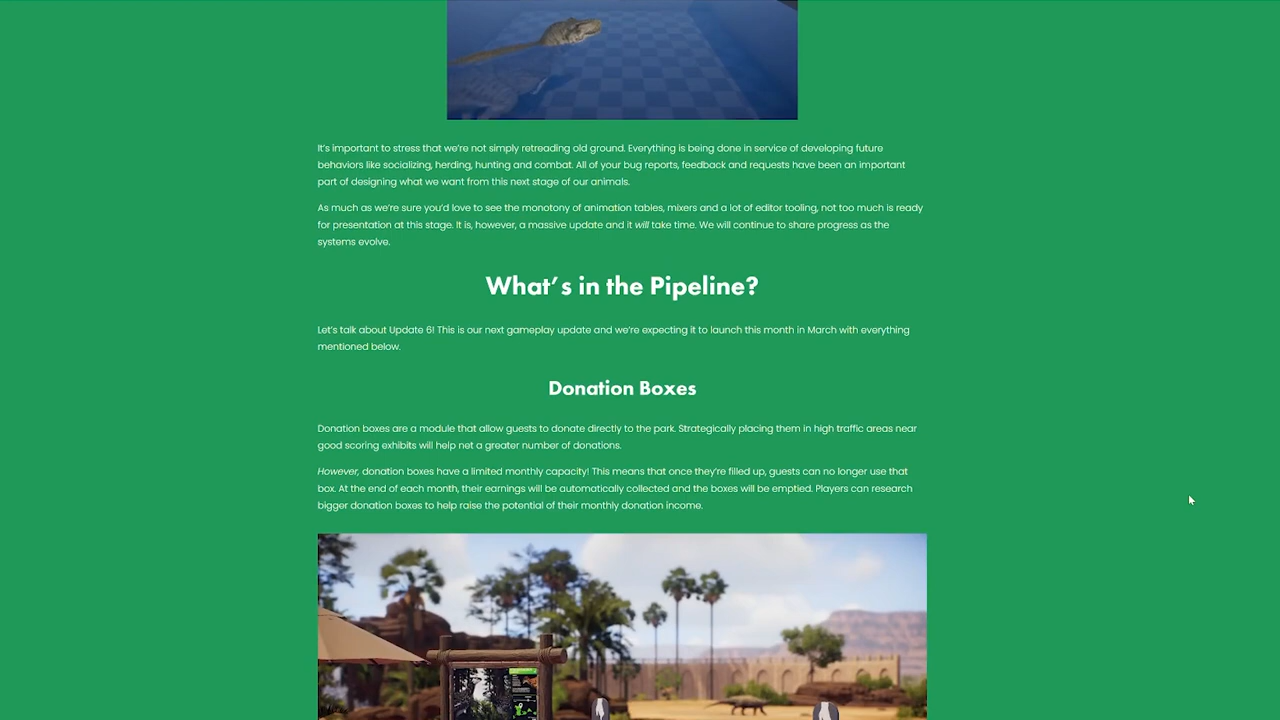 It's important to stress that we're not simply retreading old ground. Everything is being done in service of developing future
behaviors like socializing, herding, hunting and combat. All of your bug reports, feedback and requests have been an important
part of designing what we want from this next stage of our animals.
As much as we're sure you'd love to see the monotony of animation tables, mixers and a lot of editor tooling, not too much is ready
for presentation at this stage. It is, however, a massive update and it will take time. We will continue to share progress as the
systems evolve.
What's in the Pipeline?
Let's talk about Update 6! This is our next gameplay update and we're expecting it to launch this month in March with everything
mentioned below.
Donation Boxes
Donation boxes are a module that allow guests to donate directly to the park. Strategically placing them in high traffic areas near
good scoring exhibits will help net a greater number of donations.
However, donation boxes have a limited monthly capacity! This means that once they're filled up, guests can no longer use that
box. At the end of each month, their earnings will be automatically collected and the boxes will be emptied. Players can research
bigger donation boxes to help raise the potential of their monthly donation income.